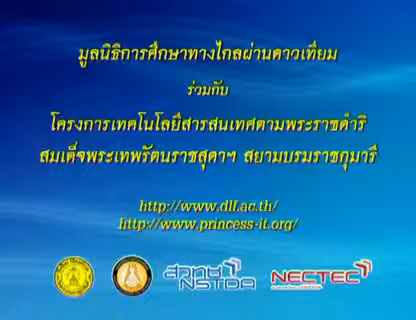 มูลนิธิการศึกษาทางไกลผ่านดาวเทียม
ร่วมกับ
โครงการเทคโนโลยีสารสนเทศตามพระราชดำริ
สมเด็จพระเทพรัตนราชสุดาฯ สยามบรมราชกุมารี
http://www.dlf.ac.th/
http://www.princess-it.org/
สวทช NECTEC
NSTDA